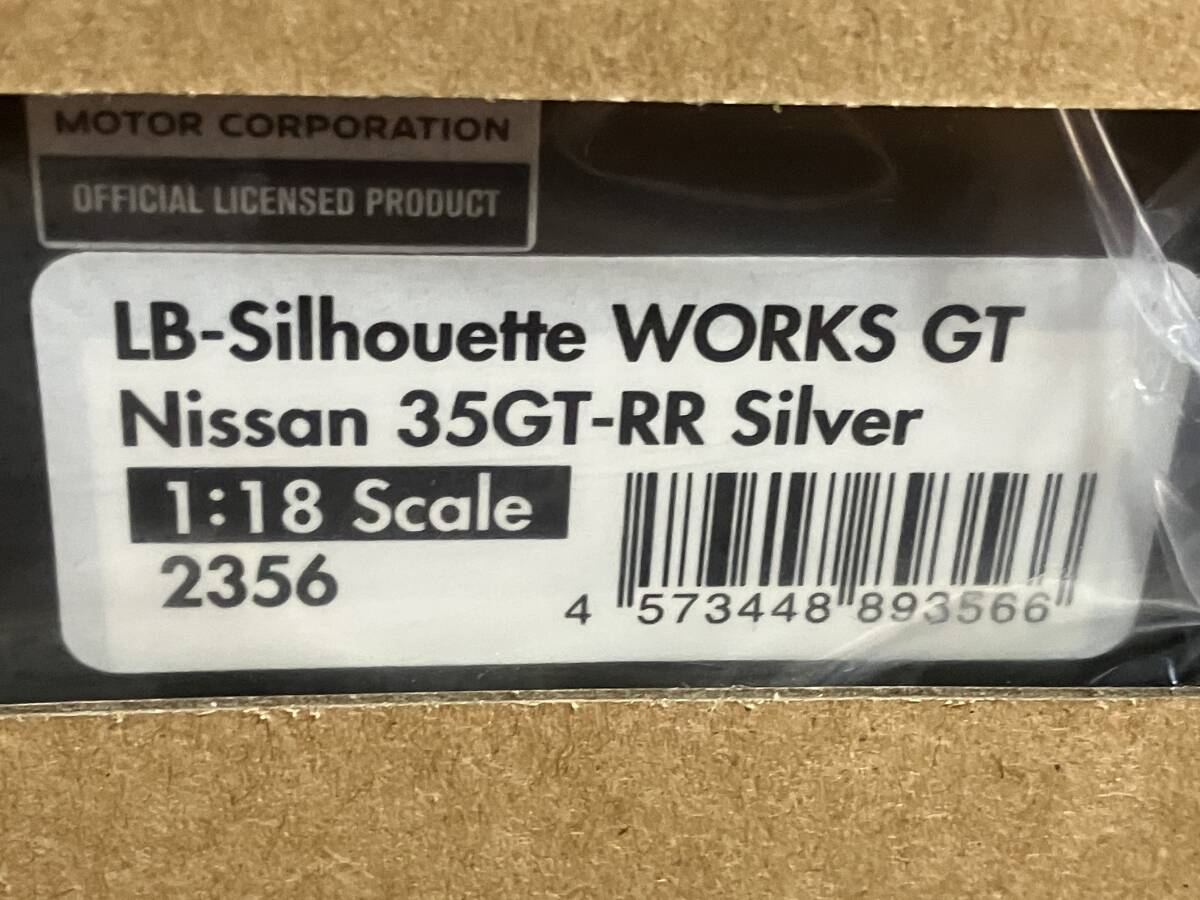 MOTOR CORPORATION
OFFICIAL LICENSED PRODUCT
LB-Silhouette WORKS GT
Nissan 35GT-RR Silver
1:18 Scale
2356
4 573448 893566